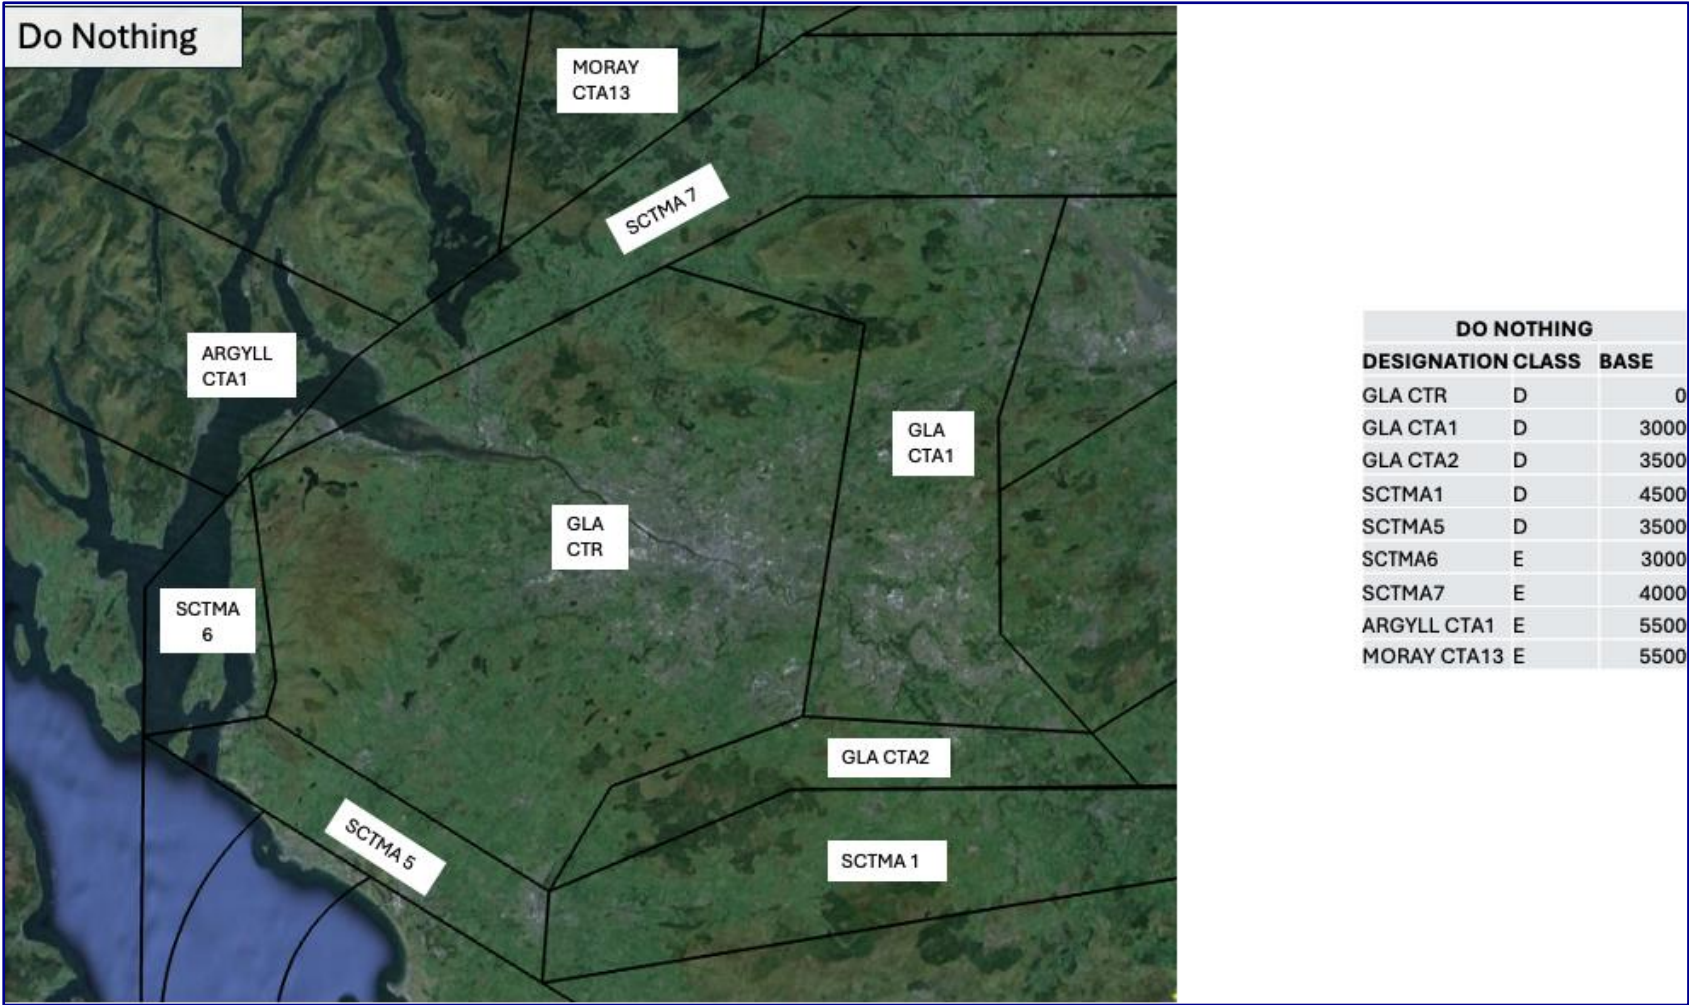 Do Nothing
MORAY
CTA13
SCTMA 7
ARGYLL
CTA1
GLA
CTA1
GLA
CTR
SCTMA
6
GLA CTA2
SCTMA 5
SCTMA 1
DO NOTHING
DESIGNATION CLASS BASE
GLA CTR D 0
GLA CTA1 D 3000
GLA CTA2 D 3500
SCTMA1 D 4500
SCTMA5 D 3500
SCTMA6 E 3000
SCTMA7 E 4000
ARGYLL CTA1 E 5500
MORAY CTA13 E 5500